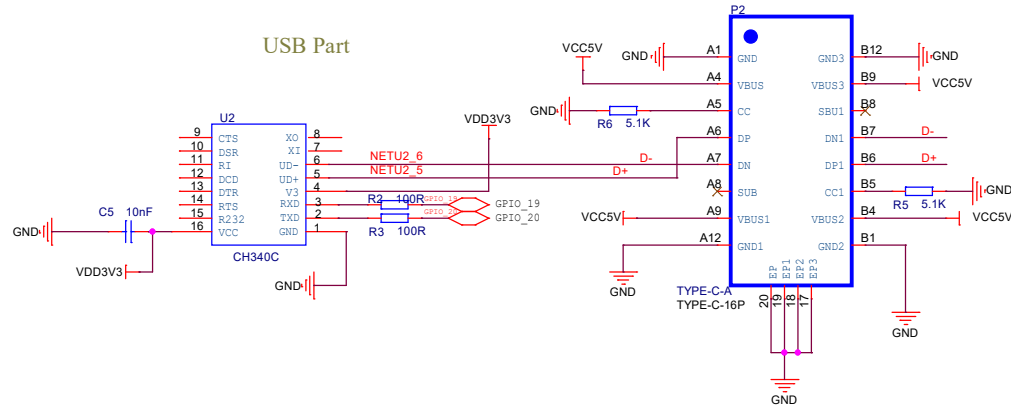 USB Part
P2
VCC5V
GND
A1
GND
GND3
B12
GND
A4
VBUS
VBUS3
B9
VCC5V
GND
R6
5.1K
A5
CC
SBU1
B8
A6
DP
DN1
B7
D-
A7
DN
DP1
B6
D+
A8
SUB
CC1
B5
R5
5.1K
GND
VCC5V
A9
VBUS1
VBUS2
B4
VCC5V
A12
GND1
GND2
B1
GND
GND
EP
EP1
EP2
EP3
20
19
18
17
TYPE-C-A
TYPE-C-16P
GND
U2
VDD3V3
9
CTS
XO
8
10
DSR
XI
7
11
RI
UD-
6
NETU2_6
D-
12
DCD
UD+
5
NETU2_5
D+
13
DTR
V3
4
14
RTS
RXD
3
R2
100R
GPIO_19
GPIO_19
15
R232
TXD
2
R3
100R
GPIO_20
GPIO_20
16
VCC
GND
1
CH340C
C5
10nF
GND
VDD3V3
GND